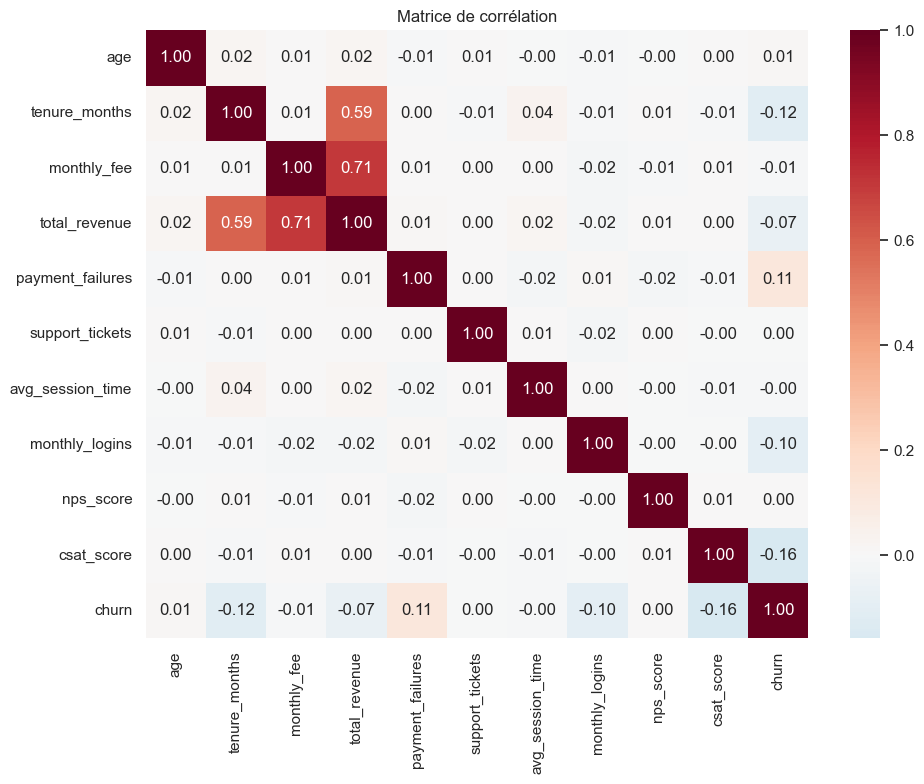 Matrice de corrélation
age 1.00 0.02 0.01 0.02 -0.01 0.01 -0.00 -0.01 -0.00 0.00 0.01
tenure_months 0.02 1.00 0.01 0.59 0.00 -0.01 0.04 -0.01 0.01 -0.01 -0.12
monthly_fee 0.01 0.01 1.00 0.71 0.01 0.00 0.00 -0.02 -0.01 0.01 -0.01
total_revenue 0.02 0.59 0.71 1.00 0.01 0.00 0.02 -0.02 0.01 0.00 -0.07
payment_failures -0.01 0.00 0.01 0.01 1.00 0.00 -0.02 0.01 -0.02 -0.01 0.11
support_tickets 0.01 -0.01 0.00 0.00 0.00 1.00 0.01 -0.02 0.00 -0.00 0.00
avg_session_time -0.00 0.04 0.00 0.02 -0.02 0.01 1.00 0.00 -0.00 -0.01 -0.00
monthly_logins -0.01 -0.01 -0.02 -0.02 0.01 -0.02 0.00 1.00 -0.00 -0.00 -0.10
nps_score -0.00 0.01 -0.01 0.01 -0.02 0.00 -0.00 -0.00 1.00 0.01 0.00
csat_score 0.00 -0.01 0.01 0.00 -0.01 -0.00 -0.01 -0.00 0.01 1.00 -0.16
churn 0.01 -0.12 -0.01 -0.07 0.11 0.00 -0.00 -0.10 0.00 -0.16 1.00
age
tenure_months
monthly_fee
total_revenue
payment_failures
support_tickets
avg_session_time
monthly_logins
nps_score
csat_score
churn
1.0
0.8
0.6
0.4
0.2
0.0